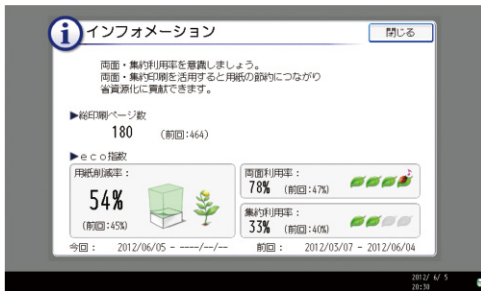 i インフォメーション
閉じる
両面・集約利用率を意識しましょう。
両面・集約印刷を活用すると用紙の節約につながり
省資源化に貢献できます。
▶総印刷ページ数
180 (前回:464)
▶eco指数
用紙削減率:
54%
(前回:45%)
両面利用率:
78% (前回:47%)
集約利用率:
33% (前回:40%)
今回: 2012/06/05 - ----/--/-- 前回: 2012/03/07 - 2012/06/04
2012/ 6/ 5
20:30